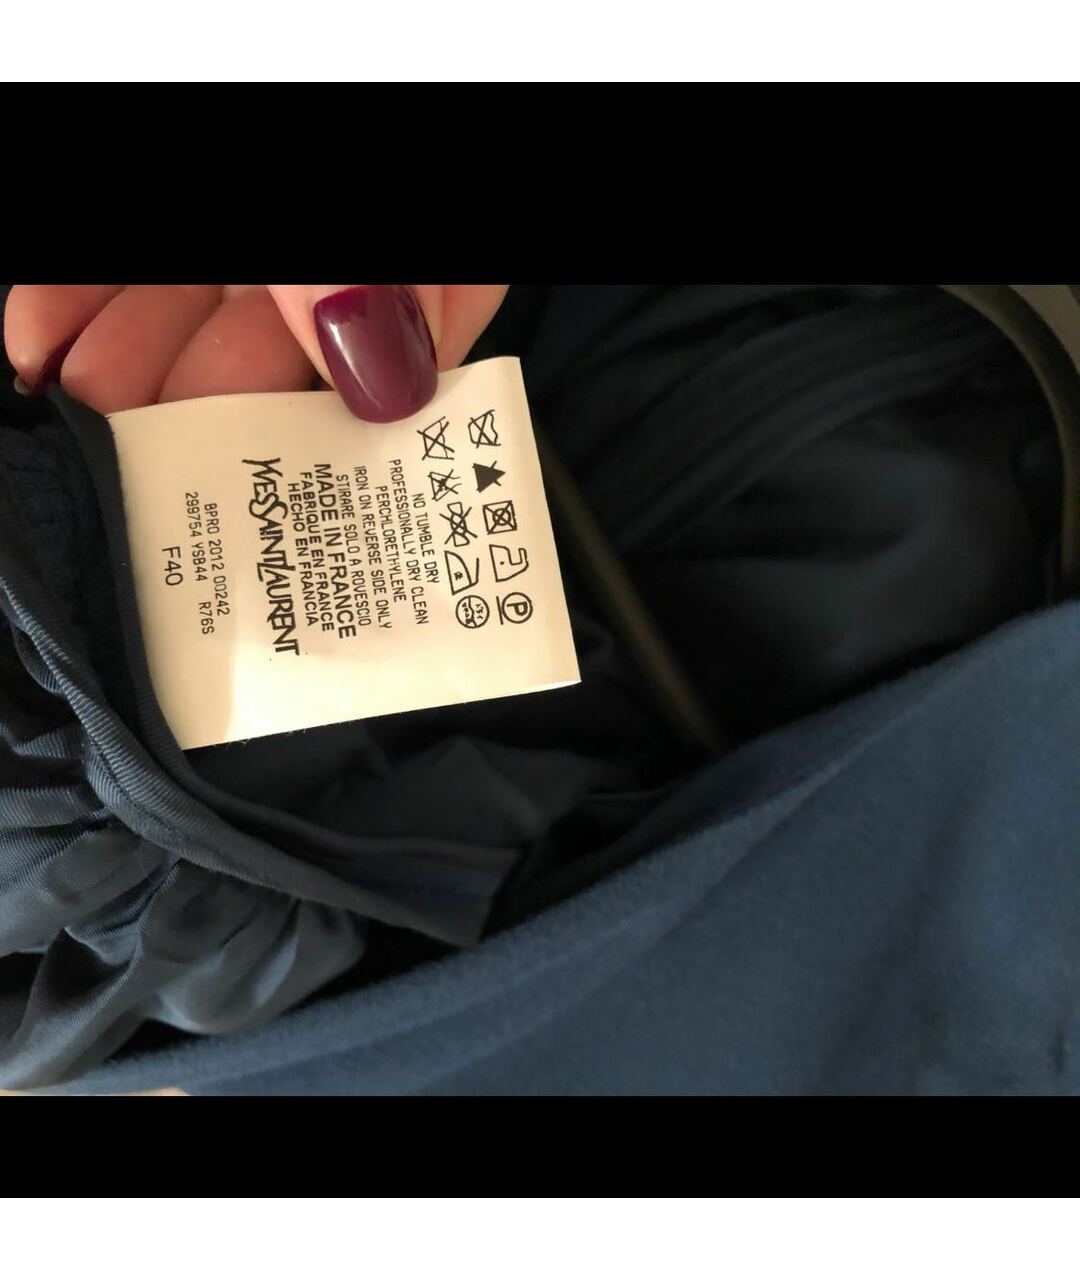 NO TUMBLE DRY
PROFESSIONALLY DRY CLEAN
PERCHLORETHYLENE
IRON ON REVERSE SIDE ONLY
STIRARE SOLO A ROVESCIO
MADE IN FRANCE
FABRIQUE EN FRANCE
HECHO EN FRANCIA
YVESSAINTLAURENT
BPRO 2012 00242
299754 YSB44 R76S
F40
P